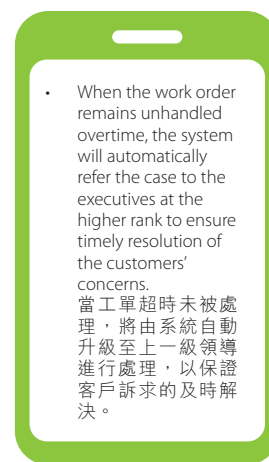 • When the work order
remains unhandled
overtime, the system
will automatically
refer the case to the
executives at the
higher rank to ensure
timely resolution of
the customers’
concerns.
當工單超時未被處
理，將由系統自動
升級至上一級領導
進行處理，以保證
客戶訴求的及時解
決。